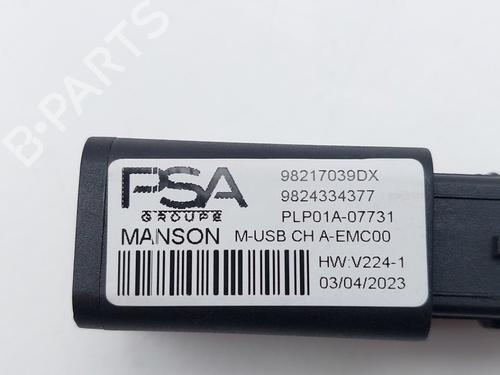 B-PARTS
PSA
GROUPE
MANSON
98217039DX
9824334377
PLP01A-07731
M-USB CH A-EMC00
HW:V224-1
03/04/2023